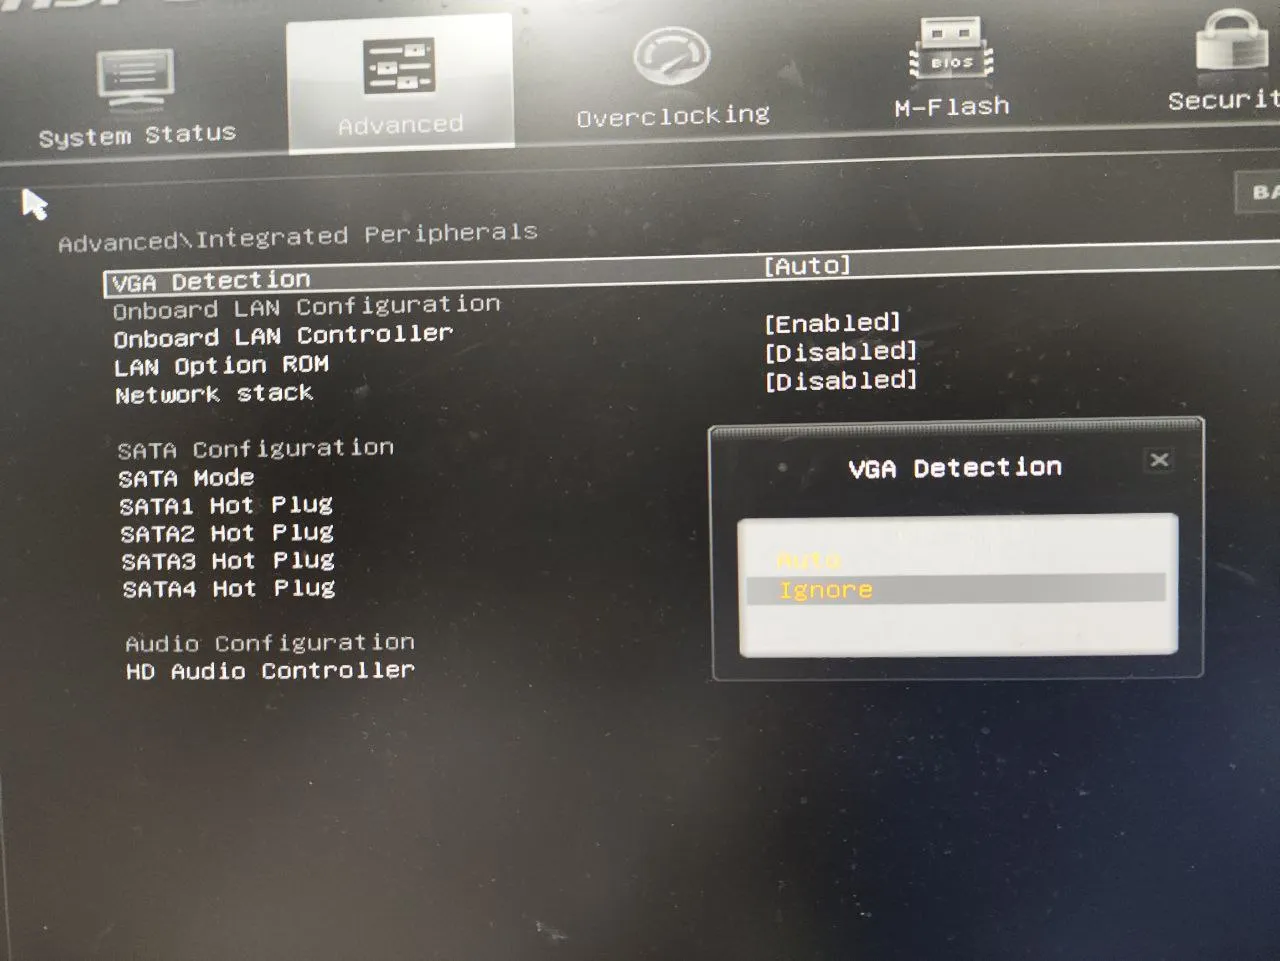 System Status
Advanced
Overclocking
BIOS
M-Flash
Advanced\Integrated Peripherals
VGA Detection [Auto]
Onboard LAN Configuration
Onboard LAN Controller [Enabled]
LAN Option ROM [Disabled]
Network stack [Disabled]
SATA Configuration
SATA Mode
SATA1 Hot Plug
SATA2 Hot Plug
SATA3 Hot Plug
SATA4 Hot Plug
Audio Configuration
HD Audio Controller
VGA Detection
Auto
Ignore